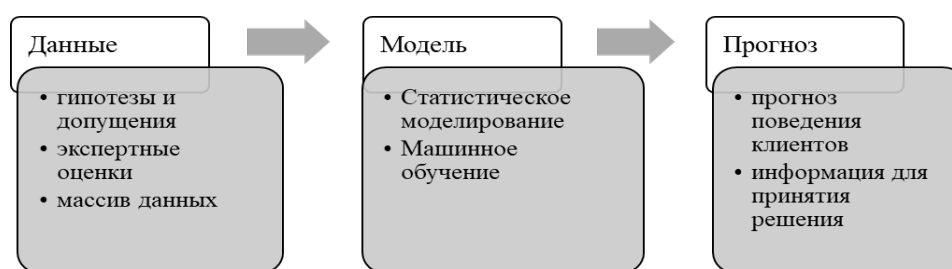 Данные
• гипотезы и
допущения
• экспертные
оценки
• массив данных
Модель
• Статистическое
моделирование
• Машинное
обучение
Прогноз
• прогноз
поведения
клиентов
• информация для
принятия
решения